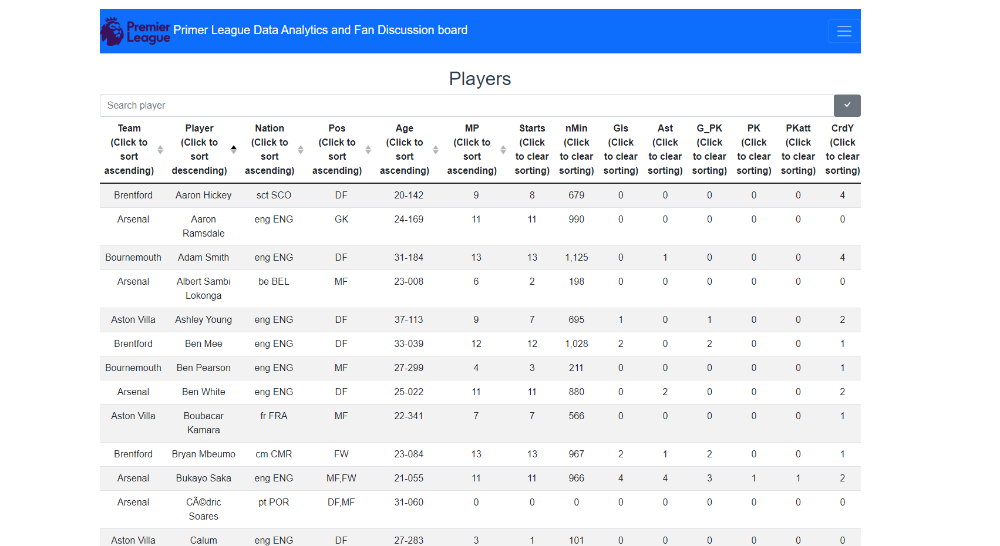 Premier League Primer League Data Analytics and Fan Discussion board
Players
Search player
Team (Click to sort ascending) Player (Click to sort descending) Nation (Click to sort ascending) Pos (Click to sort ascending) Age (Click to sort ascending) MP (Click to sort ascending) Starts (Click to clear sorting) nMin (Click to clear sorting) Gls (Click to clear sorting) Ast (Click to clear sorting) G_PK (Click to clear sorting) PK (Click to clear sorting) PKatt (Click to clear sorting) CrdY (Click to clear sorting)
Brentford Aaron Hickey sct SCO DF 20-142 9 8 679 0 0 0 0 0 4
Arsenal Aaron Ramsdale eng ENG GK 24-169 11 11 990 0 0 0 0 0 0
Bournemouth Adam Smith eng ENG DF 31-184 13 13 1,125 0 1 0 0 0 4
Arsenal Albert Sambi Lokonga be BEL MF 23-008 6 2 198 0 0 0 0 0 0
Aston Villa Ashley Young eng ENG DF 37-113 9 7 695 1 0 1 0 0 2
Brentford Ben Mee eng ENG DF 33-039 12 12 1,028 2 0 2 0 0 1
Bournemouth Ben Pearson eng ENG MF 27-299 4 3 211 0 0 0 0 0 1
Arsenal Ben White eng ENG DF 25-022 11 11 880 0 2 0 0 0 2
Aston Villa Boubacar Kamara fr FRA MF 22-341 7 7 566 0 0 0 0 0 1
Brentford Bryan Mbeumo cm CMR FW 23-084 13 13 967 2 1 2 0 0 1
Arsenal Bukayo Saka eng ENG MF,FW 21-055 11 11 966 4 4 3 1 1 2
Arsenal CÃ©dric Soares pt POR DF,MF 31-060 0 0 0 0 0 0 0 0 0
Aston Villa Calum eng ENG DF 27-283 3 1 101 0 0 0 0 0 0